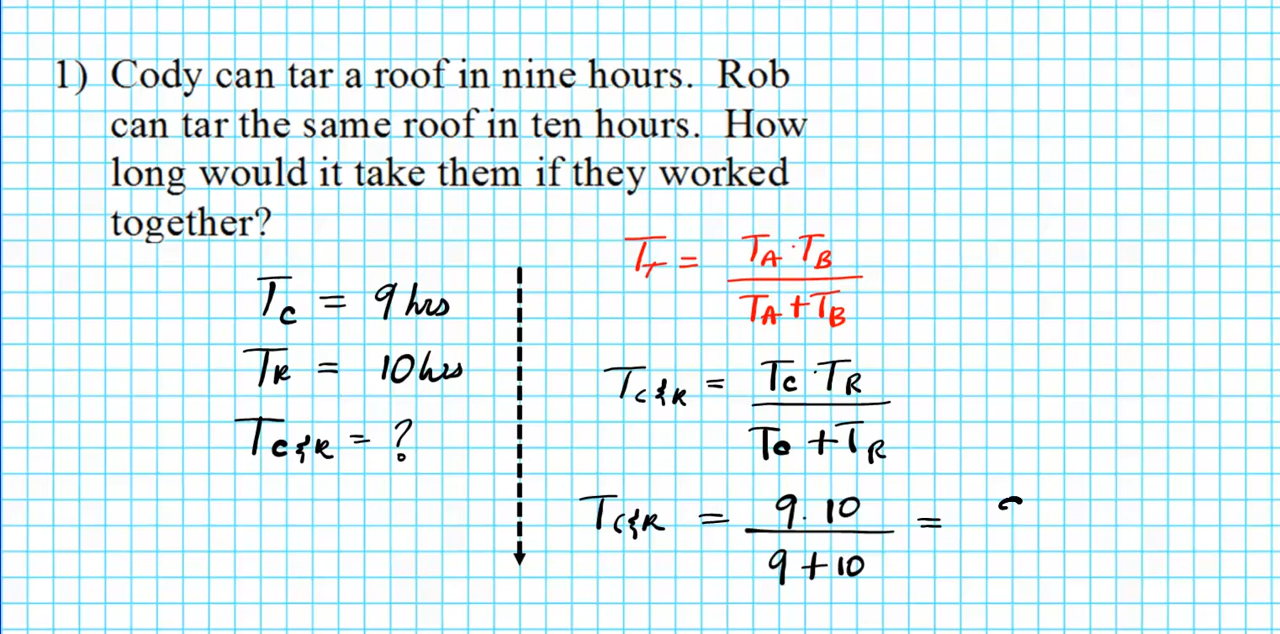 1) Cody can tar a roof in nine hours. Rob
can tar the same roof in ten hours. How
long would it take them if they worked
together?
T_C = 9 hrs
T_R = 10 hrs
T_C&R = ?
T_T = (T_A · T_B) / (T_A + T_B)
T_C&R = (T_C · T_R) / (T_C + T_R)
T_C&R = (9 · 10) / (9 + 10) =